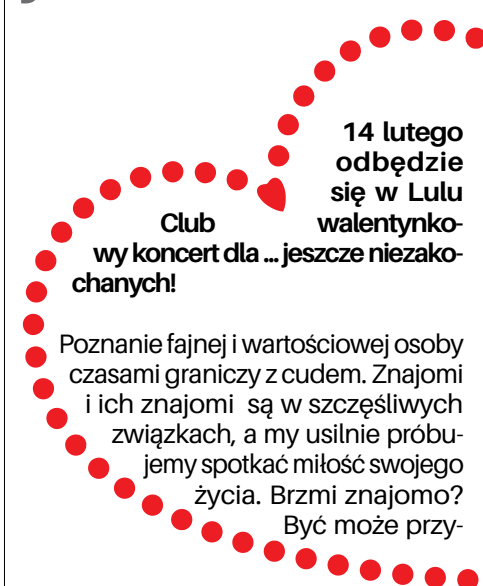 14 lutego
odbędzie
się w Lulu
Club walentynko-
wy koncert dla ... jeszcze niezako-
chanych!
Poznanie fajnej i wartościowej osoby
czasami graniczy z cudem. Znajomi
i ich znajomi są w szczęśliwych
związkach, a my usilnie próbu-
jemy spotkać miłość swojego
życia. Brzmi znajomo?
Być może przy-